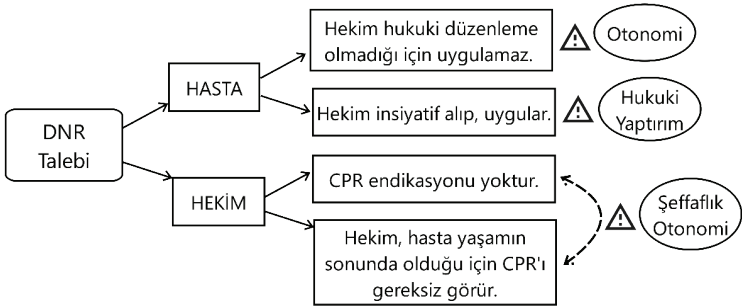 DNR
Talebi
HASTA
Hekim hukuki düzenleme
olmadığı için uygulamaz.
Otonomi
Hekim insiyatif alıp, uygular.
Hukuki
Yaptırım
HEKİM
CPR endikasyonu yoktur.
Hekim, hasta yaşamın
sonunda olduğu için CPR'ı
gereksiz görür.
Şeffaflık
Otonomi